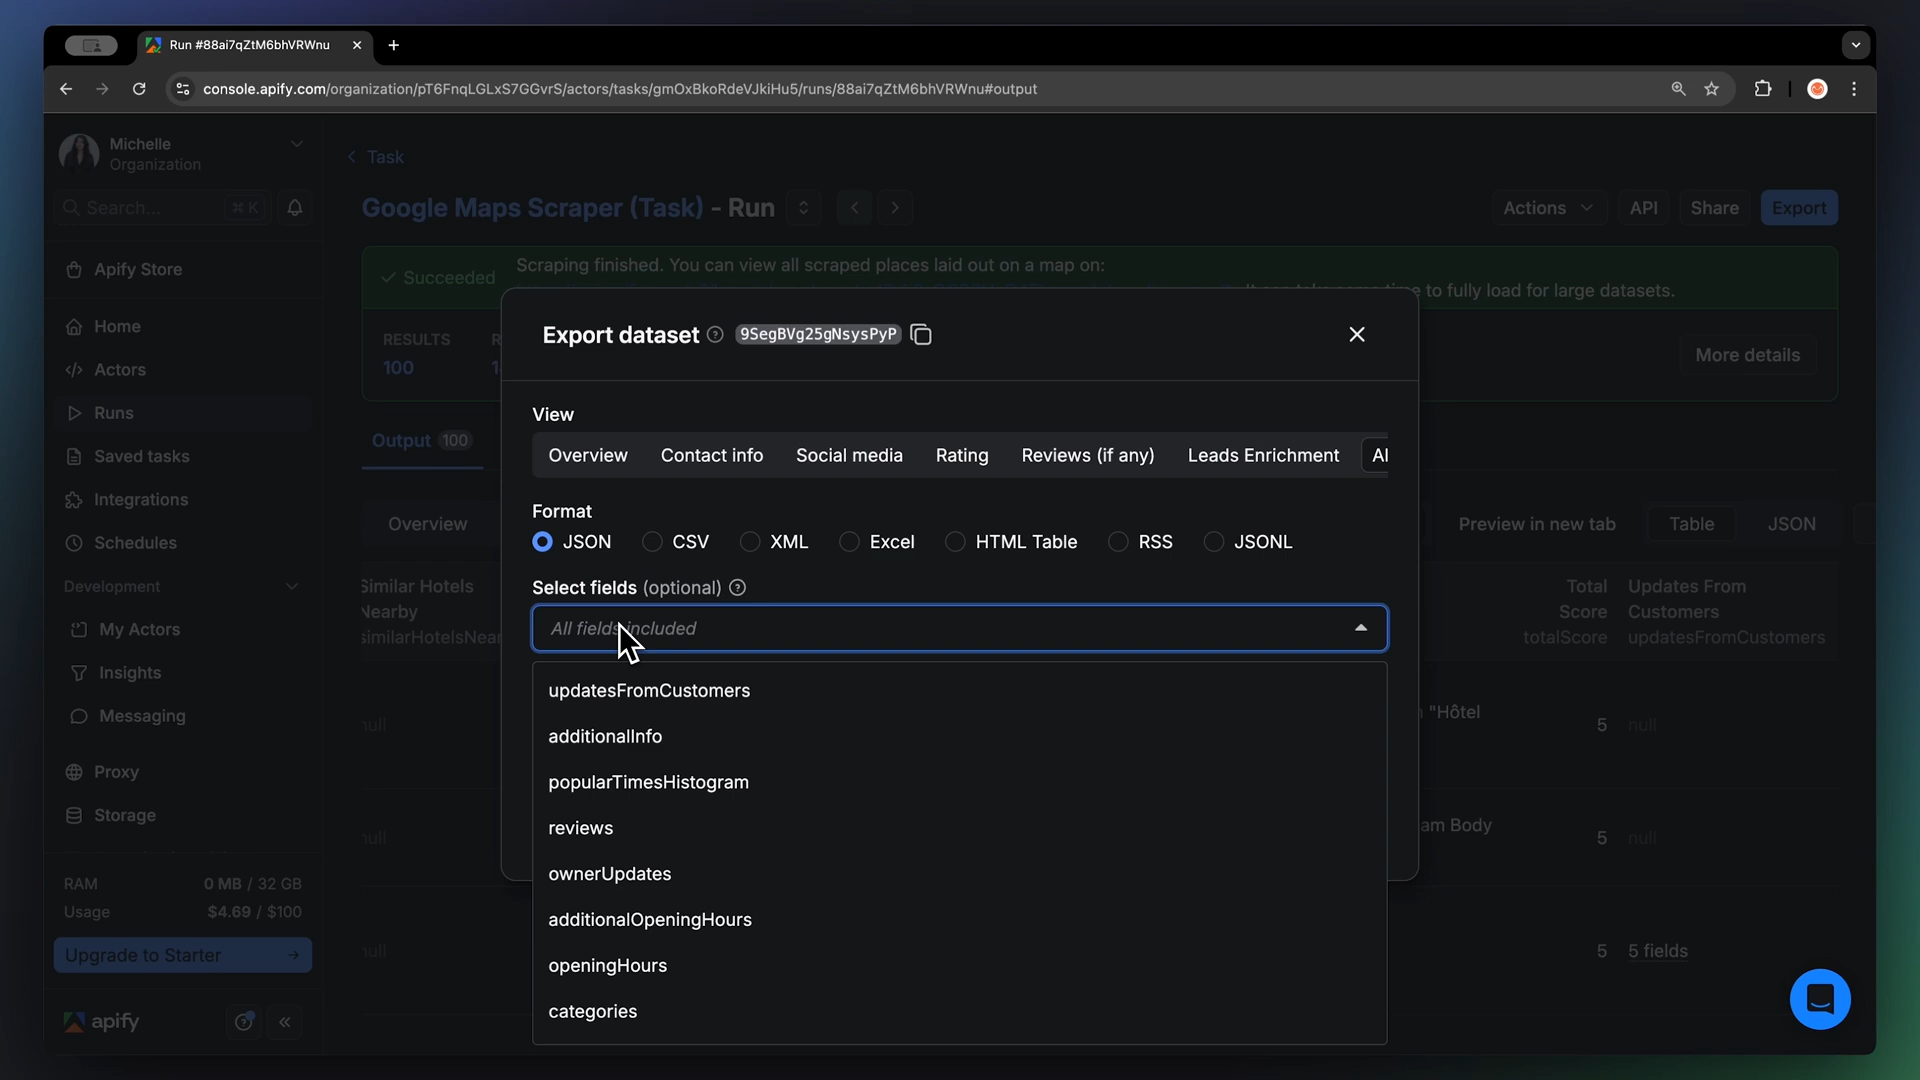 Run #88ai7qZtM6bhVRWnu
console.apify.com/organization/pT6FnqLGLxS7GGvrS/actors/tasks/gmOxBkoRdeVJkiHu5/runs/88ai7qZtM6bhVRWnu#output
Michelle
Organization
Search...
⌘ K
Apify Store
Home
Actors
Runs
Saved tasks
Integrations
Schedules
Development
My Actors
Insights
Messaging
Proxy
Storage
RAM 0 MB / 32 GB
Usage $4.69 / $100
Upgrade to Starter
apify
Task
Google Maps Scraper (Task) - Run
Actions
API
Share
Export
Succeeded
Scraping finished. You can view all scraped places laid out on a map on:
to fully load for large datasets.
RESULTS
100
More details
Output 100
Overview
Preview in new tab
Table
JSON
Similar Hotels
Nearby
similarHotelsNear
Total
Score
totalScore
Updates From
Customers
updatesFromCustomers
null
"Hôtel
5 null
null
am Body
5 null
null
5 5 fields
Export dataset
9SegBVg25gNsysPyP
View
Overview Contact info Social media Rating Reviews (if any) Leads Enrichment Al
Format
JSON CSV XML Excel HTML Table RSS JSONL
Select fields (optional)
All fields included
updatesFromCustomers
additionalInfo
popularTimesHistogram
reviews
ownerUpdates
additionalOpeningHours
openingHours
categories